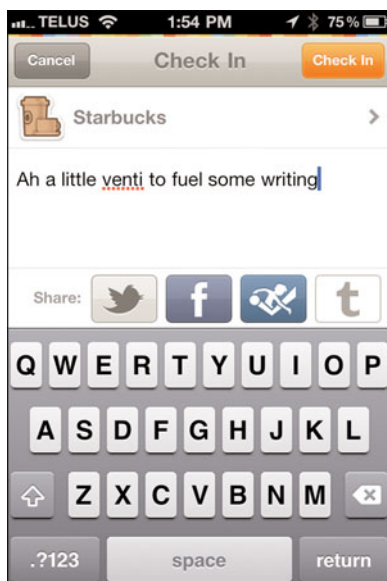 TELUS 1:54 PM 75%
Cancel Check In Check In
Starbucks
Ah a little venti to fuel some writing
Share: f t
Q W E R T Y U I O P
A S D F G H J K L
Z X C V B N M
.?123 space return